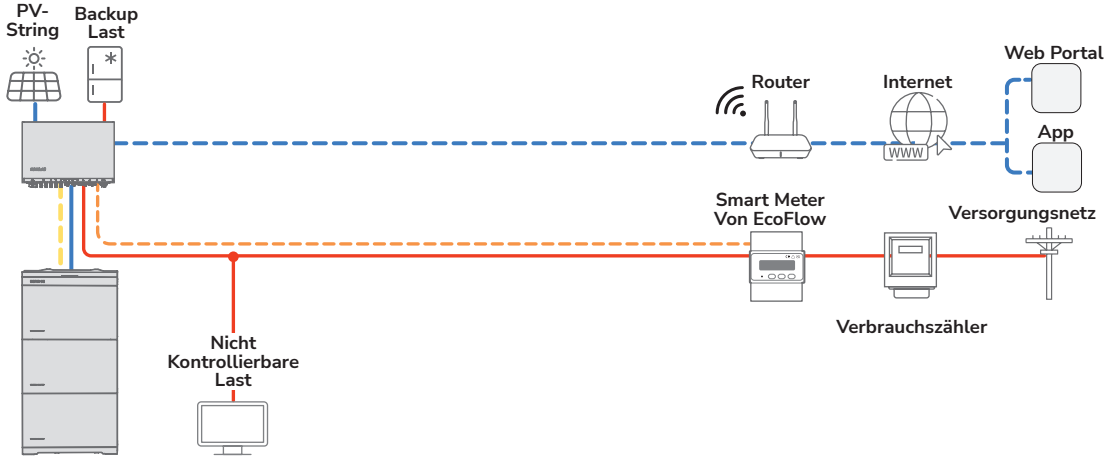 PV-
String
Backup
Last
Router
Internet
WWW
Web Portal
App
Smart Meter
Von EcoFlow
Versorgungsnetz
Verbrauchszähler
Nicht
Kontrollierbare
Last